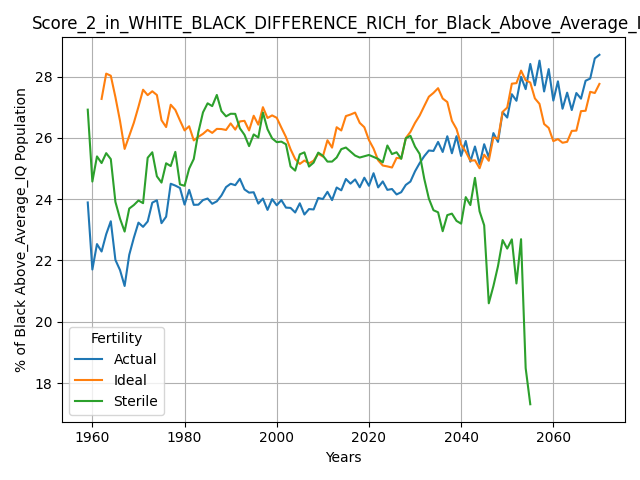 Score_2_in_WHITE_BLACK_DIFFERENCE_RICH_for_Black_Above_Average_I
% of Black Above_Average_IQ Population
28
26
24
22
20
18
Fertility
Actual
Ideal
Sterile
1960 1980 2000 2020 2040 2060
Years